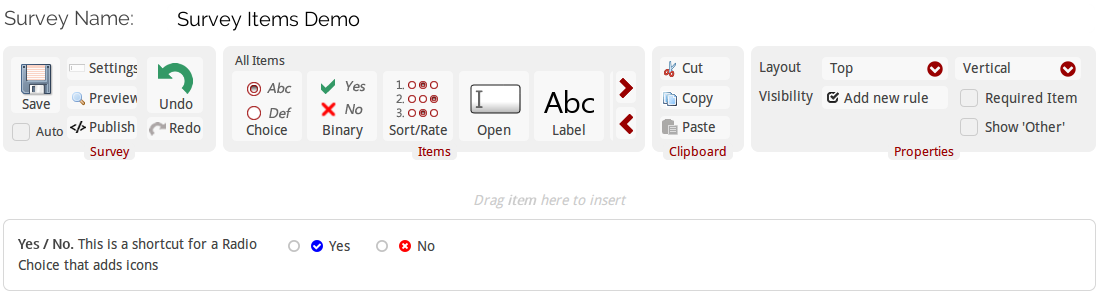 Survey Name: Survey Items Demo
Save
Auto
Settings
Preview
Publish
Undo
Redo
Survey
All Items
Abc
Def
Choice
Yes
No
Binary
1.
2.
3.
Sort/Rate
Open
Abc
Label
Items
Cut
Copy
Paste
Clipboard
Layout Top Vertical
Visibility Add new rule Required Item
Show 'Other'
Properties
Drag item here to insert
Yes / No. This is a shortcut for a Radio Yes No
Choice that adds icons